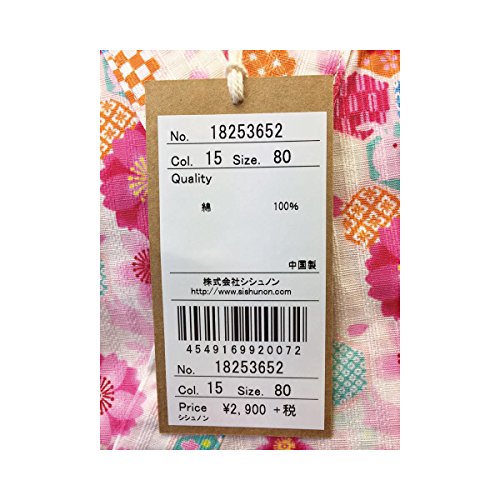 No. 18253652
Col. 15 Size. 80
Quality
綿 100%
中国製
株式会社シシュノン
http://www.sishunon.com
4549169920072
No. 18253652
Col. 15 Size. 80
Price ¥2,900 +税
シシュノン